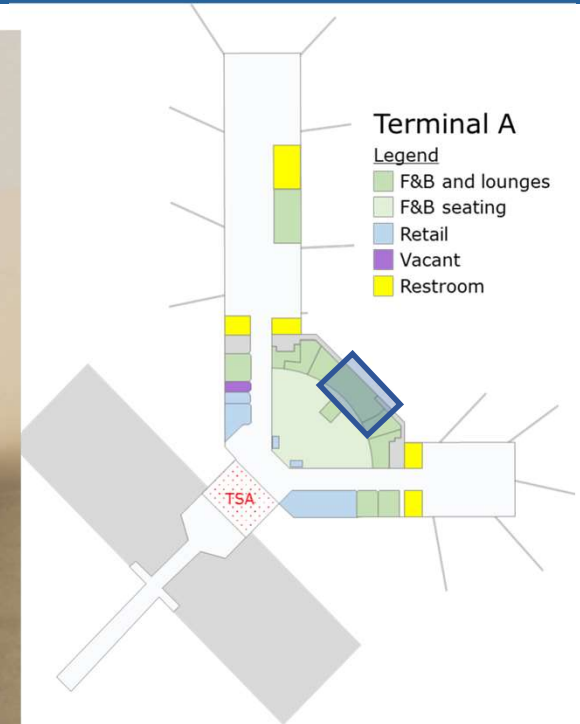 Terminal A
Legend
F&B and lounges
F&B seating
Retail
Vacant
Restroom
TSA